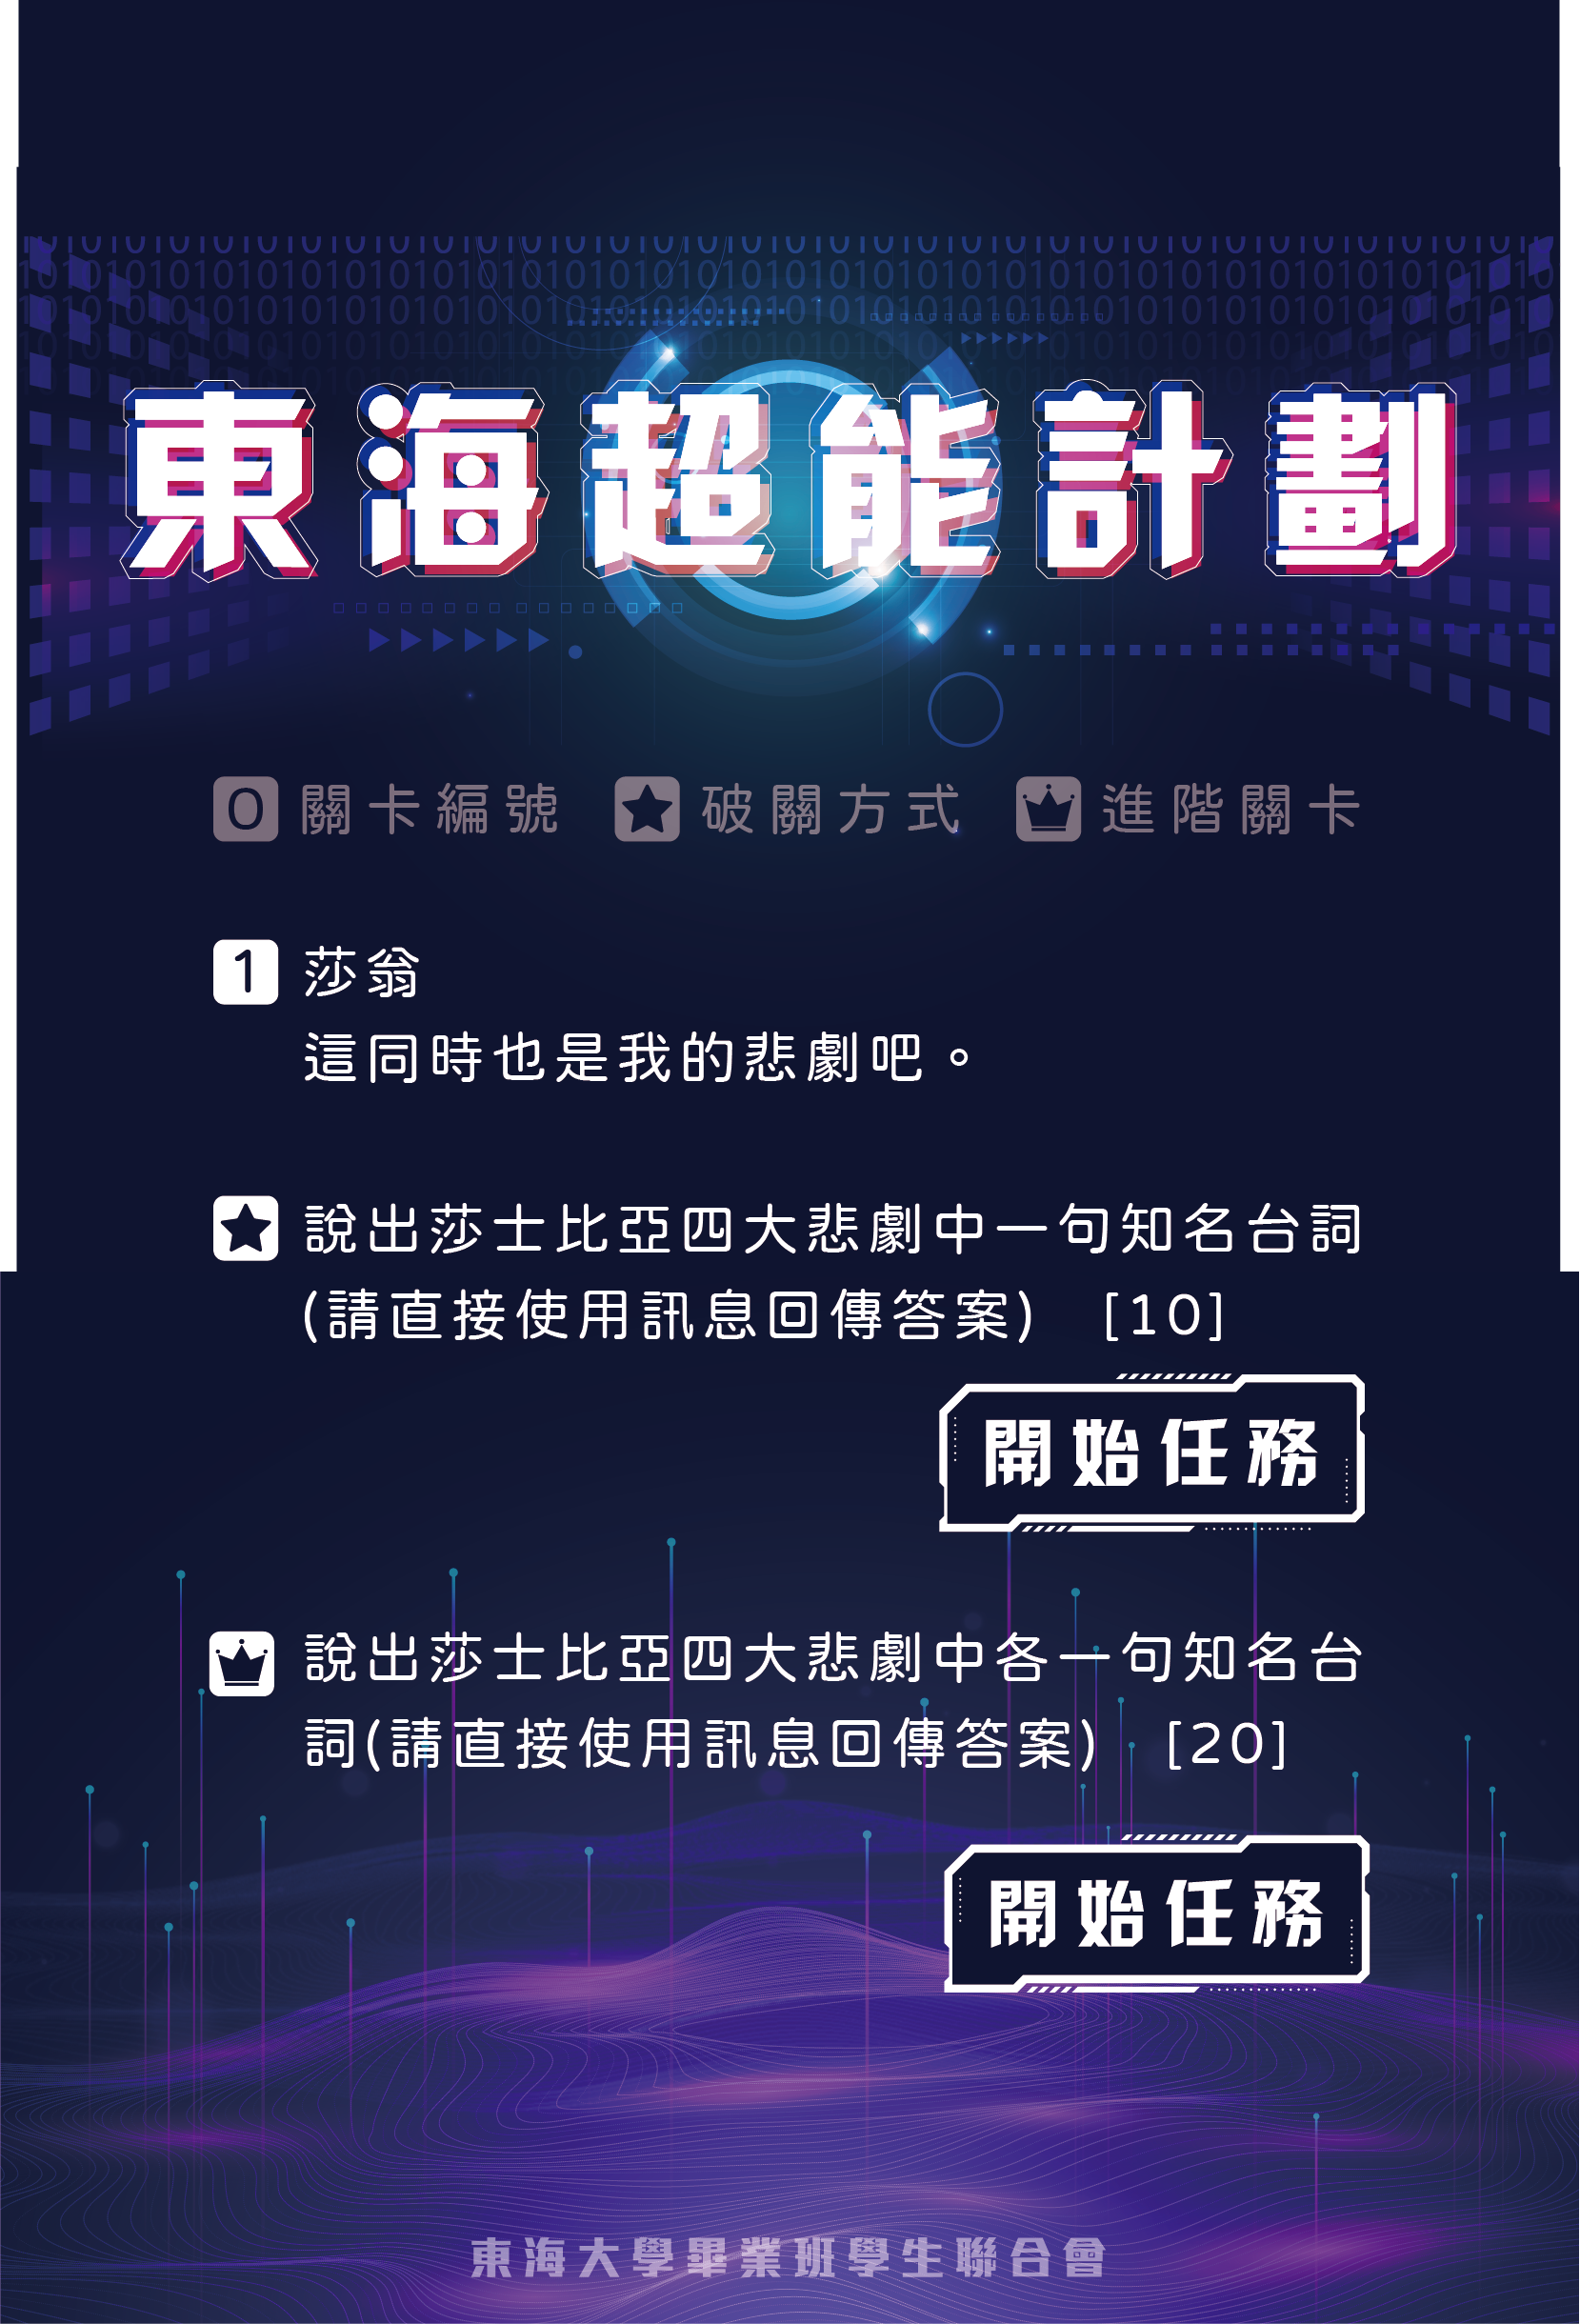 東海超能計劃
0 關卡編號 破關方式 進階關卡
1 莎翁
這同時也是我的悲劇吧。
說出莎士比亞四大悲劇中一句知名台詞
(請直接使用訊息回傳答案) [10]
開始任務
說出莎士比亞四大悲劇中各一句知名台
詞(請直接使用訊息回傳答案) [20]
開始任務
東海大學畢業班學生聯合會